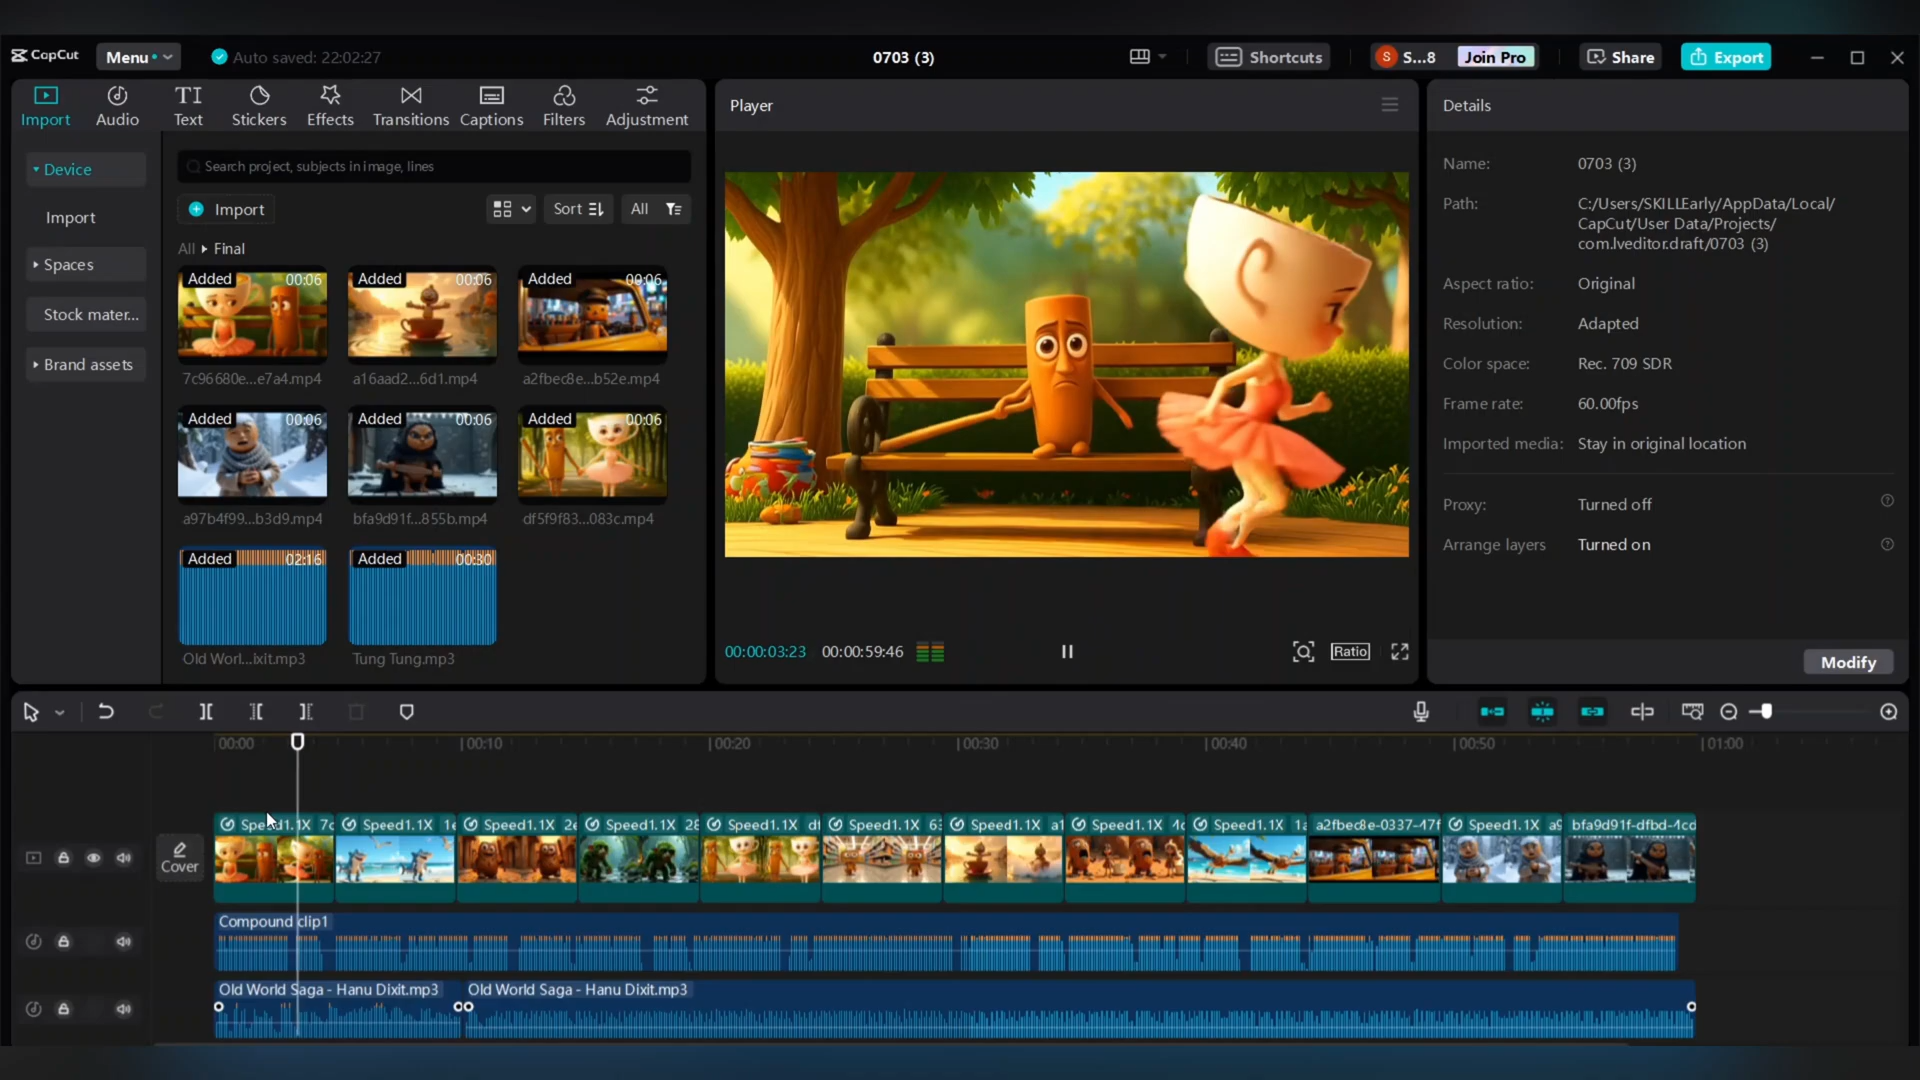 CapCut
Menu
Auto saved: 22:02:27
0703 (3)
Shortcuts
S
S...8
Join Pro
Share
Export
Import
Audio
TI
Text
Stickers
Effects
Transitions
Captions
Filters
Adjustment
Device
Import
Spaces
Stock mater...
Brand assets
Search project, subjects in image, lines
Import
Sort
All
All
Final
Added 00:06
Added 00:06
Added 00:06
7c96680e...e7a4.mp4
a16aad2...6d1.mp4
a2fbec8e...b52e.mp4
Added 00:06
Added 00:06
Added 00:06
a97b4f99...b3d9.mp4
bfa9d91f...855b.mp4
df5f9f83...083c.mp4
Added 02:16
Added 00:30
Old Worl...ixit.mp3
Tung Tung.mp3
Player
00:00:03:23
00:00:59:46
Ratio
Details
Name: 0703 (3)
Path: C:/Users/SKILLEarly/AppData/Local/
CapCut/User Data/Projects/
com.lveditor.draft/0703 (3)
Aspect ratio: Original
Resolution: Adapted
Color space: Rec. 709 SDR
Frame rate: 60.00fps
Imported media: Stay in original location
Proxy: Turned off
Arrange layers Turned on
Modify
00:00
00:10
00:20
00:30
00:40
00:50
01:00
Cover
Speed1.1X 7c
Speed1.1X 1e
Speed1.1X 2e
Speed1.1X 28
Speed1.1X df
Speed1.1X 63
Speed1.1X a1
Speed1.1X 4c
Speed1.1X 1a
a2fbec8e-0337-47f
Speed1.1X a9
bfa9d91f-dfbd-4cd
Compound clip1
Old World Saga - Hanu Dixit.mp3
Old World Saga - Hanu Dixit.mp3